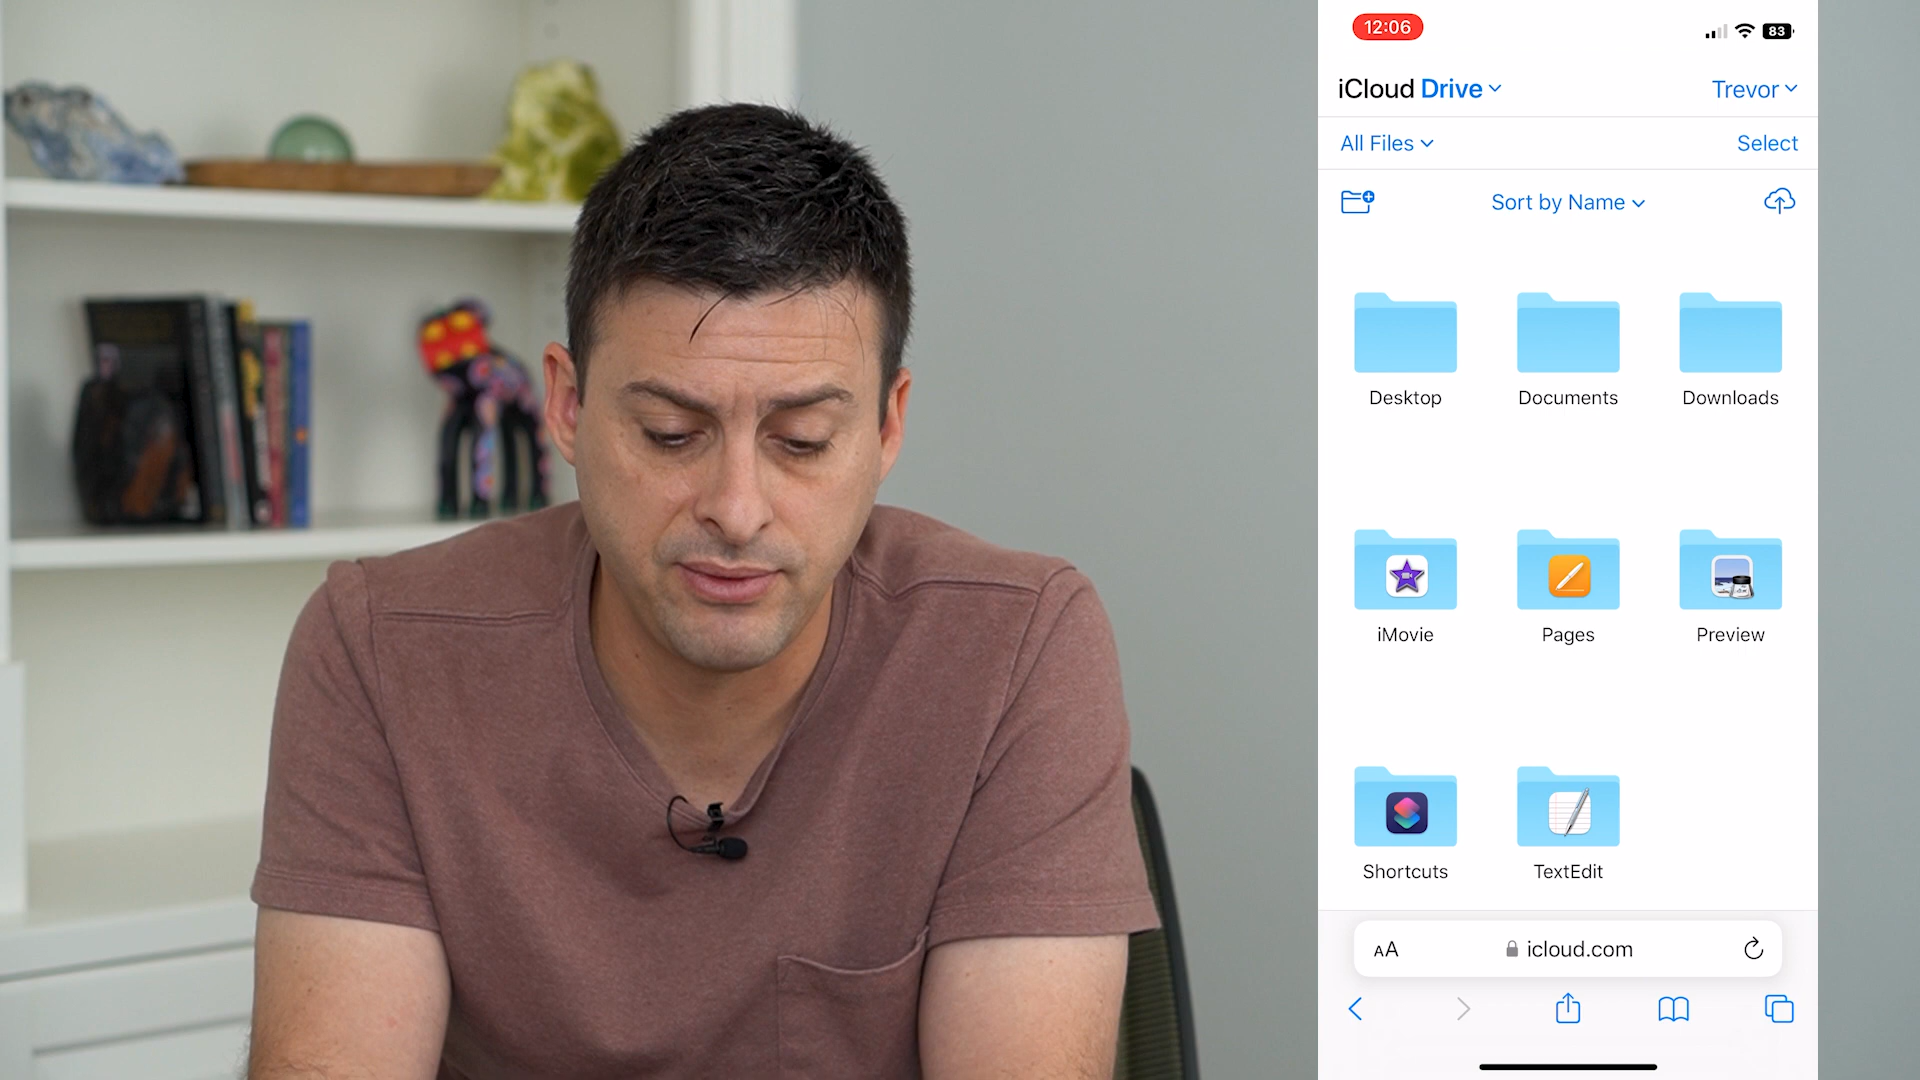 12:06
83
iCloud Drive
Trevor
All Files
Select
Sort by Name
Desktop
Documents
Downloads
iMovie
Pages
Preview
Shortcuts
TextEdit
AA
icloud.com